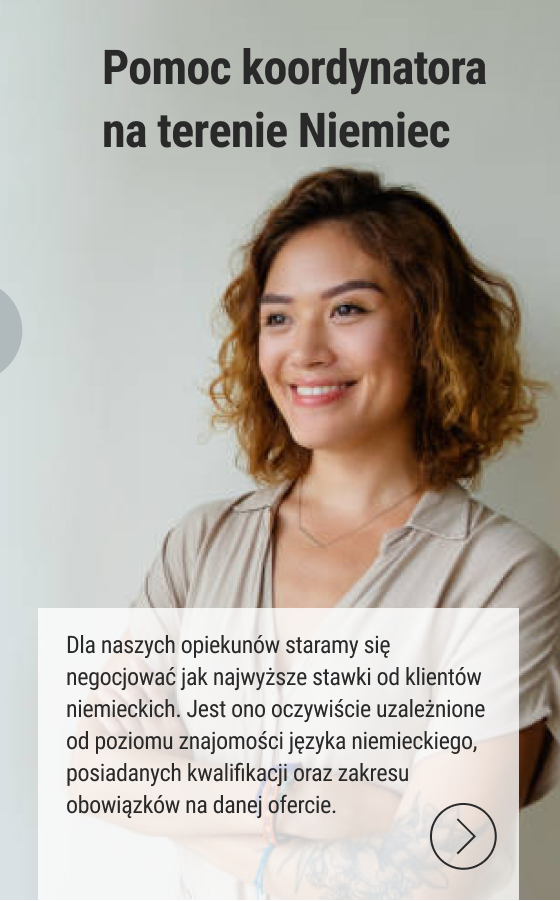 Pomoc koordynatora
na terenie Niemiec
Dla naszych opiekunów staramy się
negocjować jak najwyższe stawki od klientów
niemieckich. Jest ono oczywiście uzależnione
od poziomu znajomości języka niemieckiego,
posiadanych kwalifikacji oraz zakresu
obowiązków na danej ofercie.